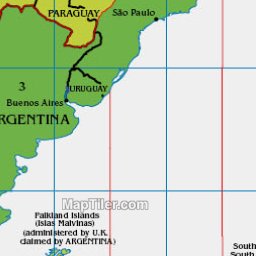 PARAGUAY
São Paulo
3
URUGUAY
Buenos Aires
ARGENTINA
MapTiler.com
Falkland Islands
(Islas Malvinas)
(administered by U.K.
claimed by ARGENTINA)
South
South